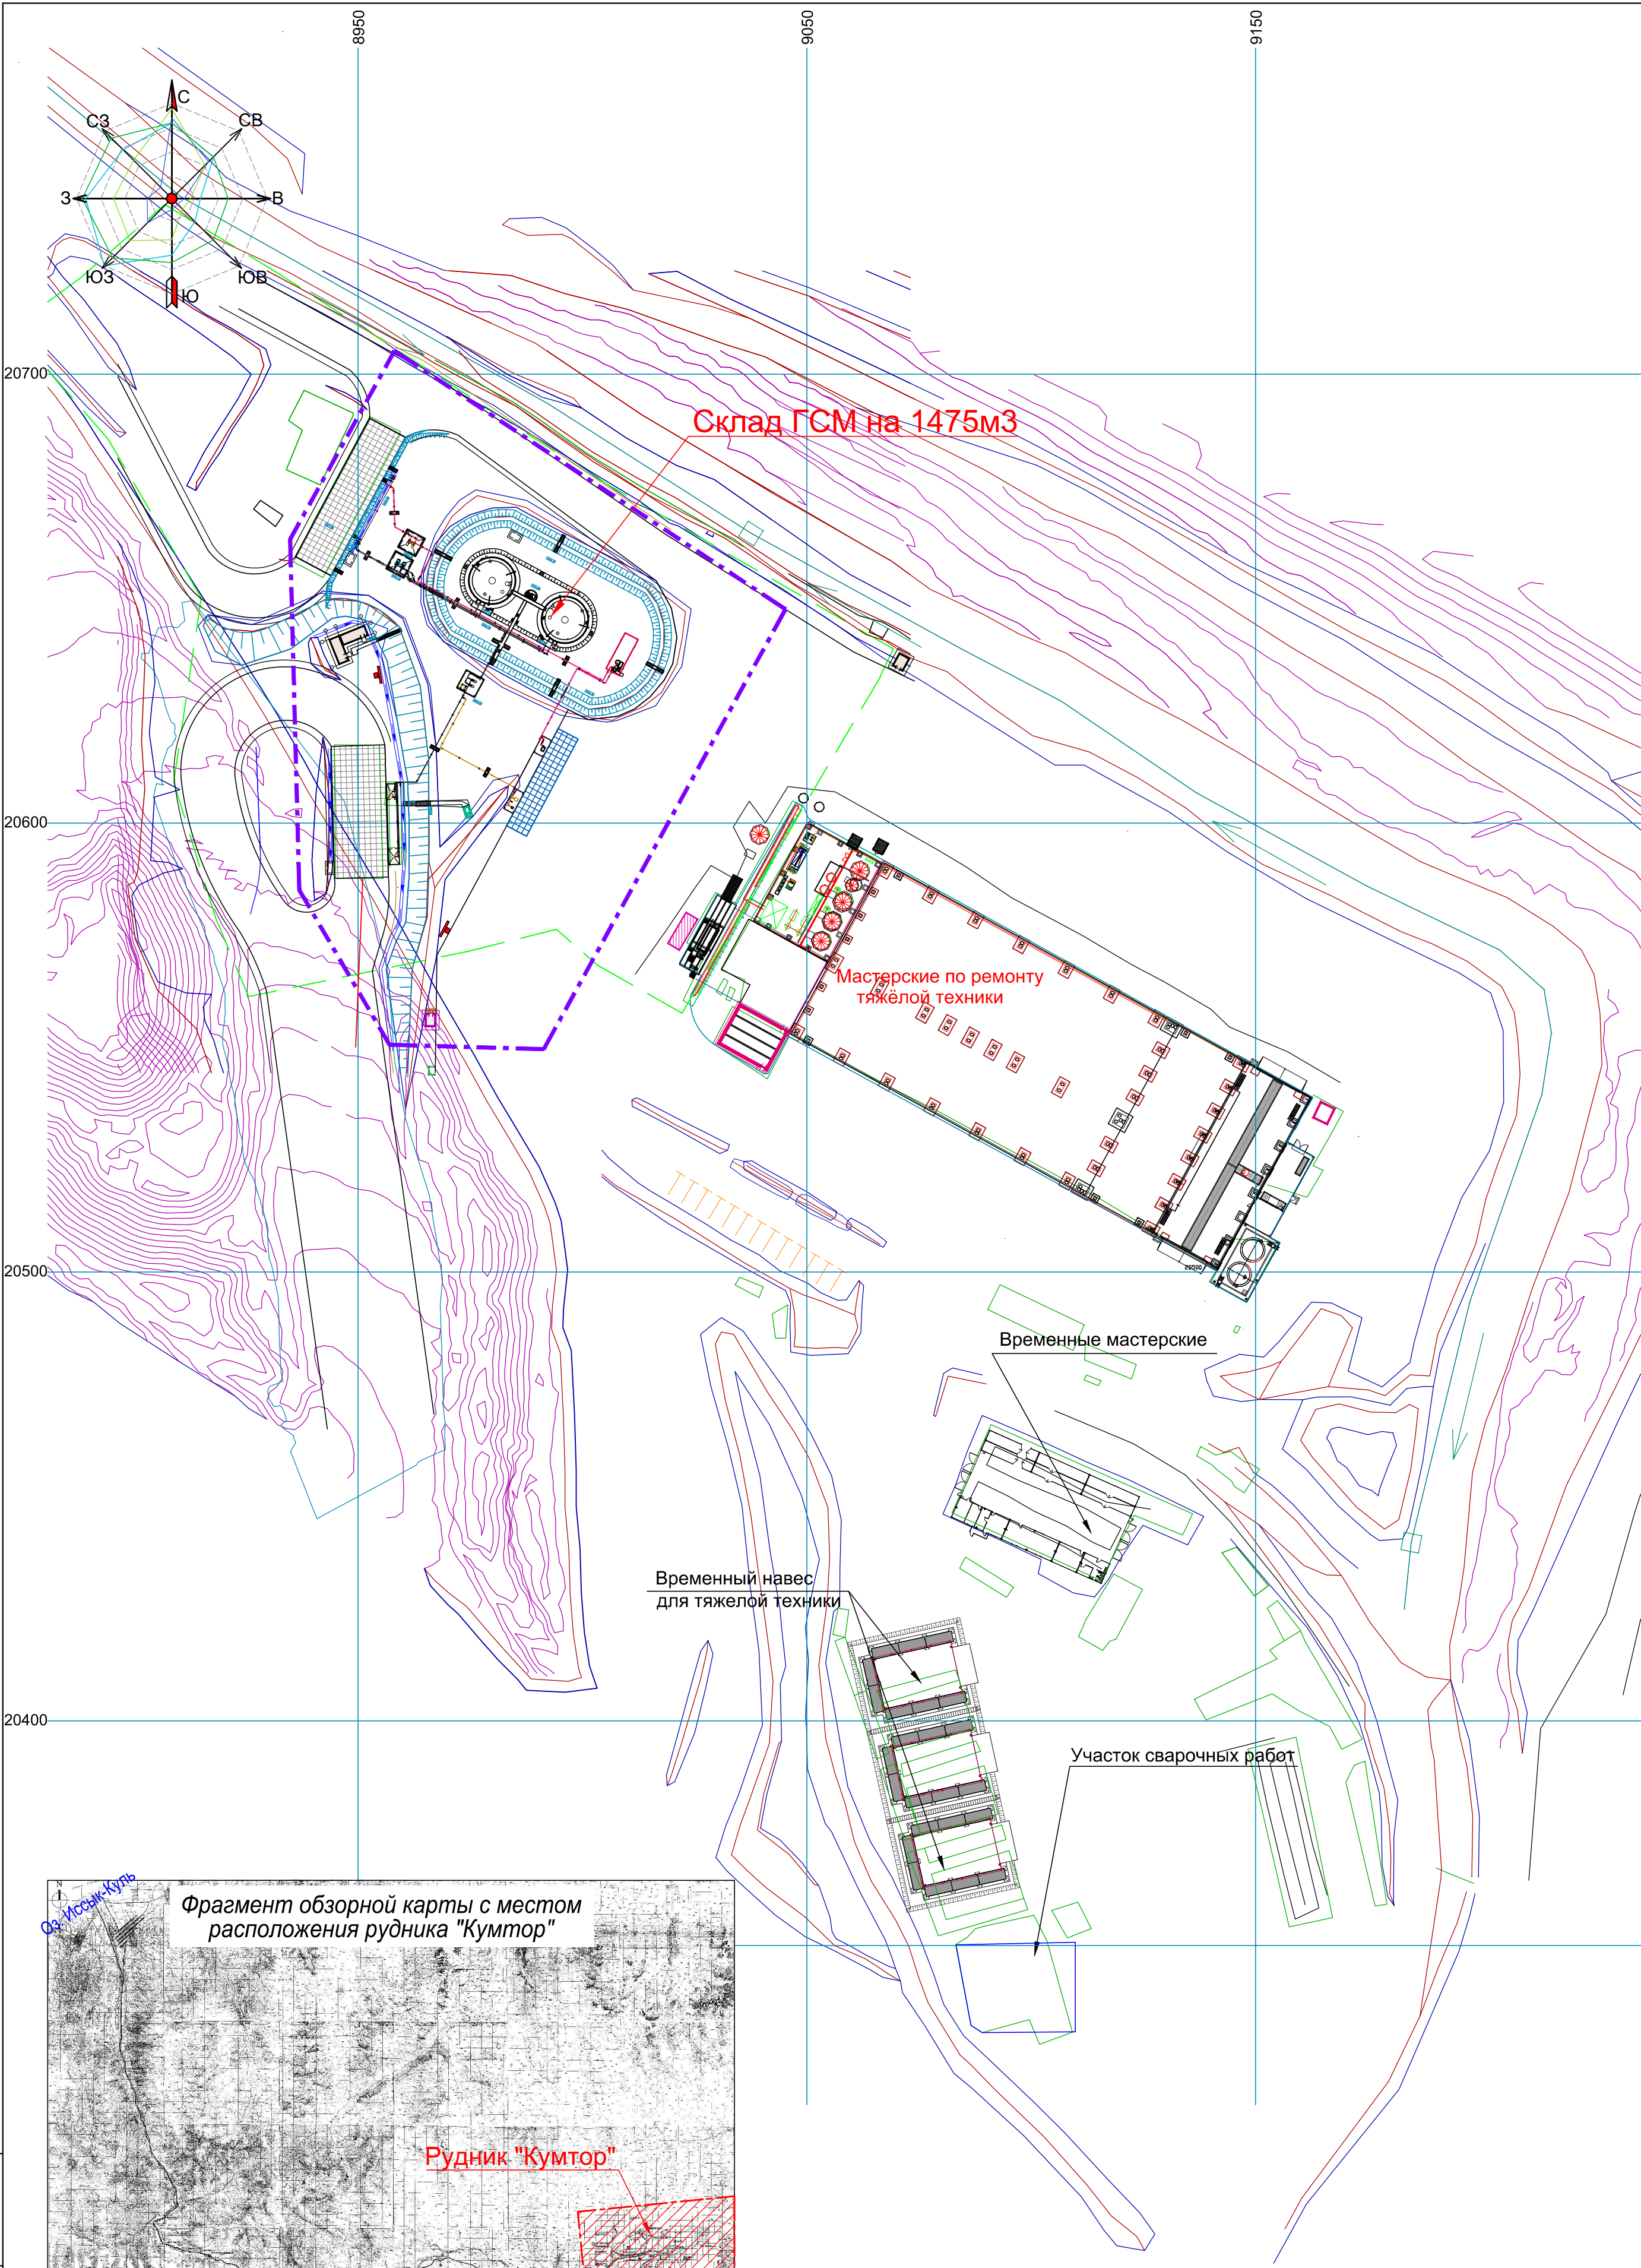 8950
9050
9150
С
СЗ
СВ
З
В
ЮЗ
ЮВ
Ю
20700
Склад ГСМ на 1475м3
20600
Мастерские по ремонту
тяжёлой техники
20500
20500
Временные мастерские
Временный навес
для тяжелой техники
20400
Участок сварочных работ
N
Оз. Иссык-Куль
Фрагмент обзорной карты с местом
расположения рудника "Кумтор"
Рудник "Кумтор"